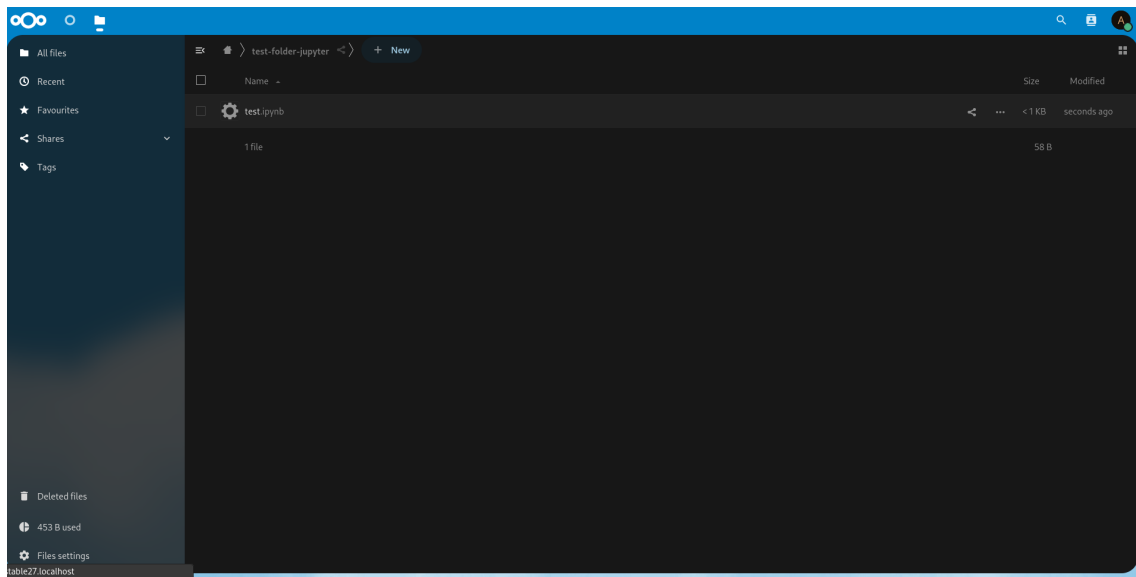 A
All files
Recent
Favourites
Shares
Tags
test-folder-jupyter
+ New
Name
Size
Modified
test.ipynb
< 1 KB
seconds ago
1 file
58 B
Deleted files
453 B used
Files settings
table27.localhost